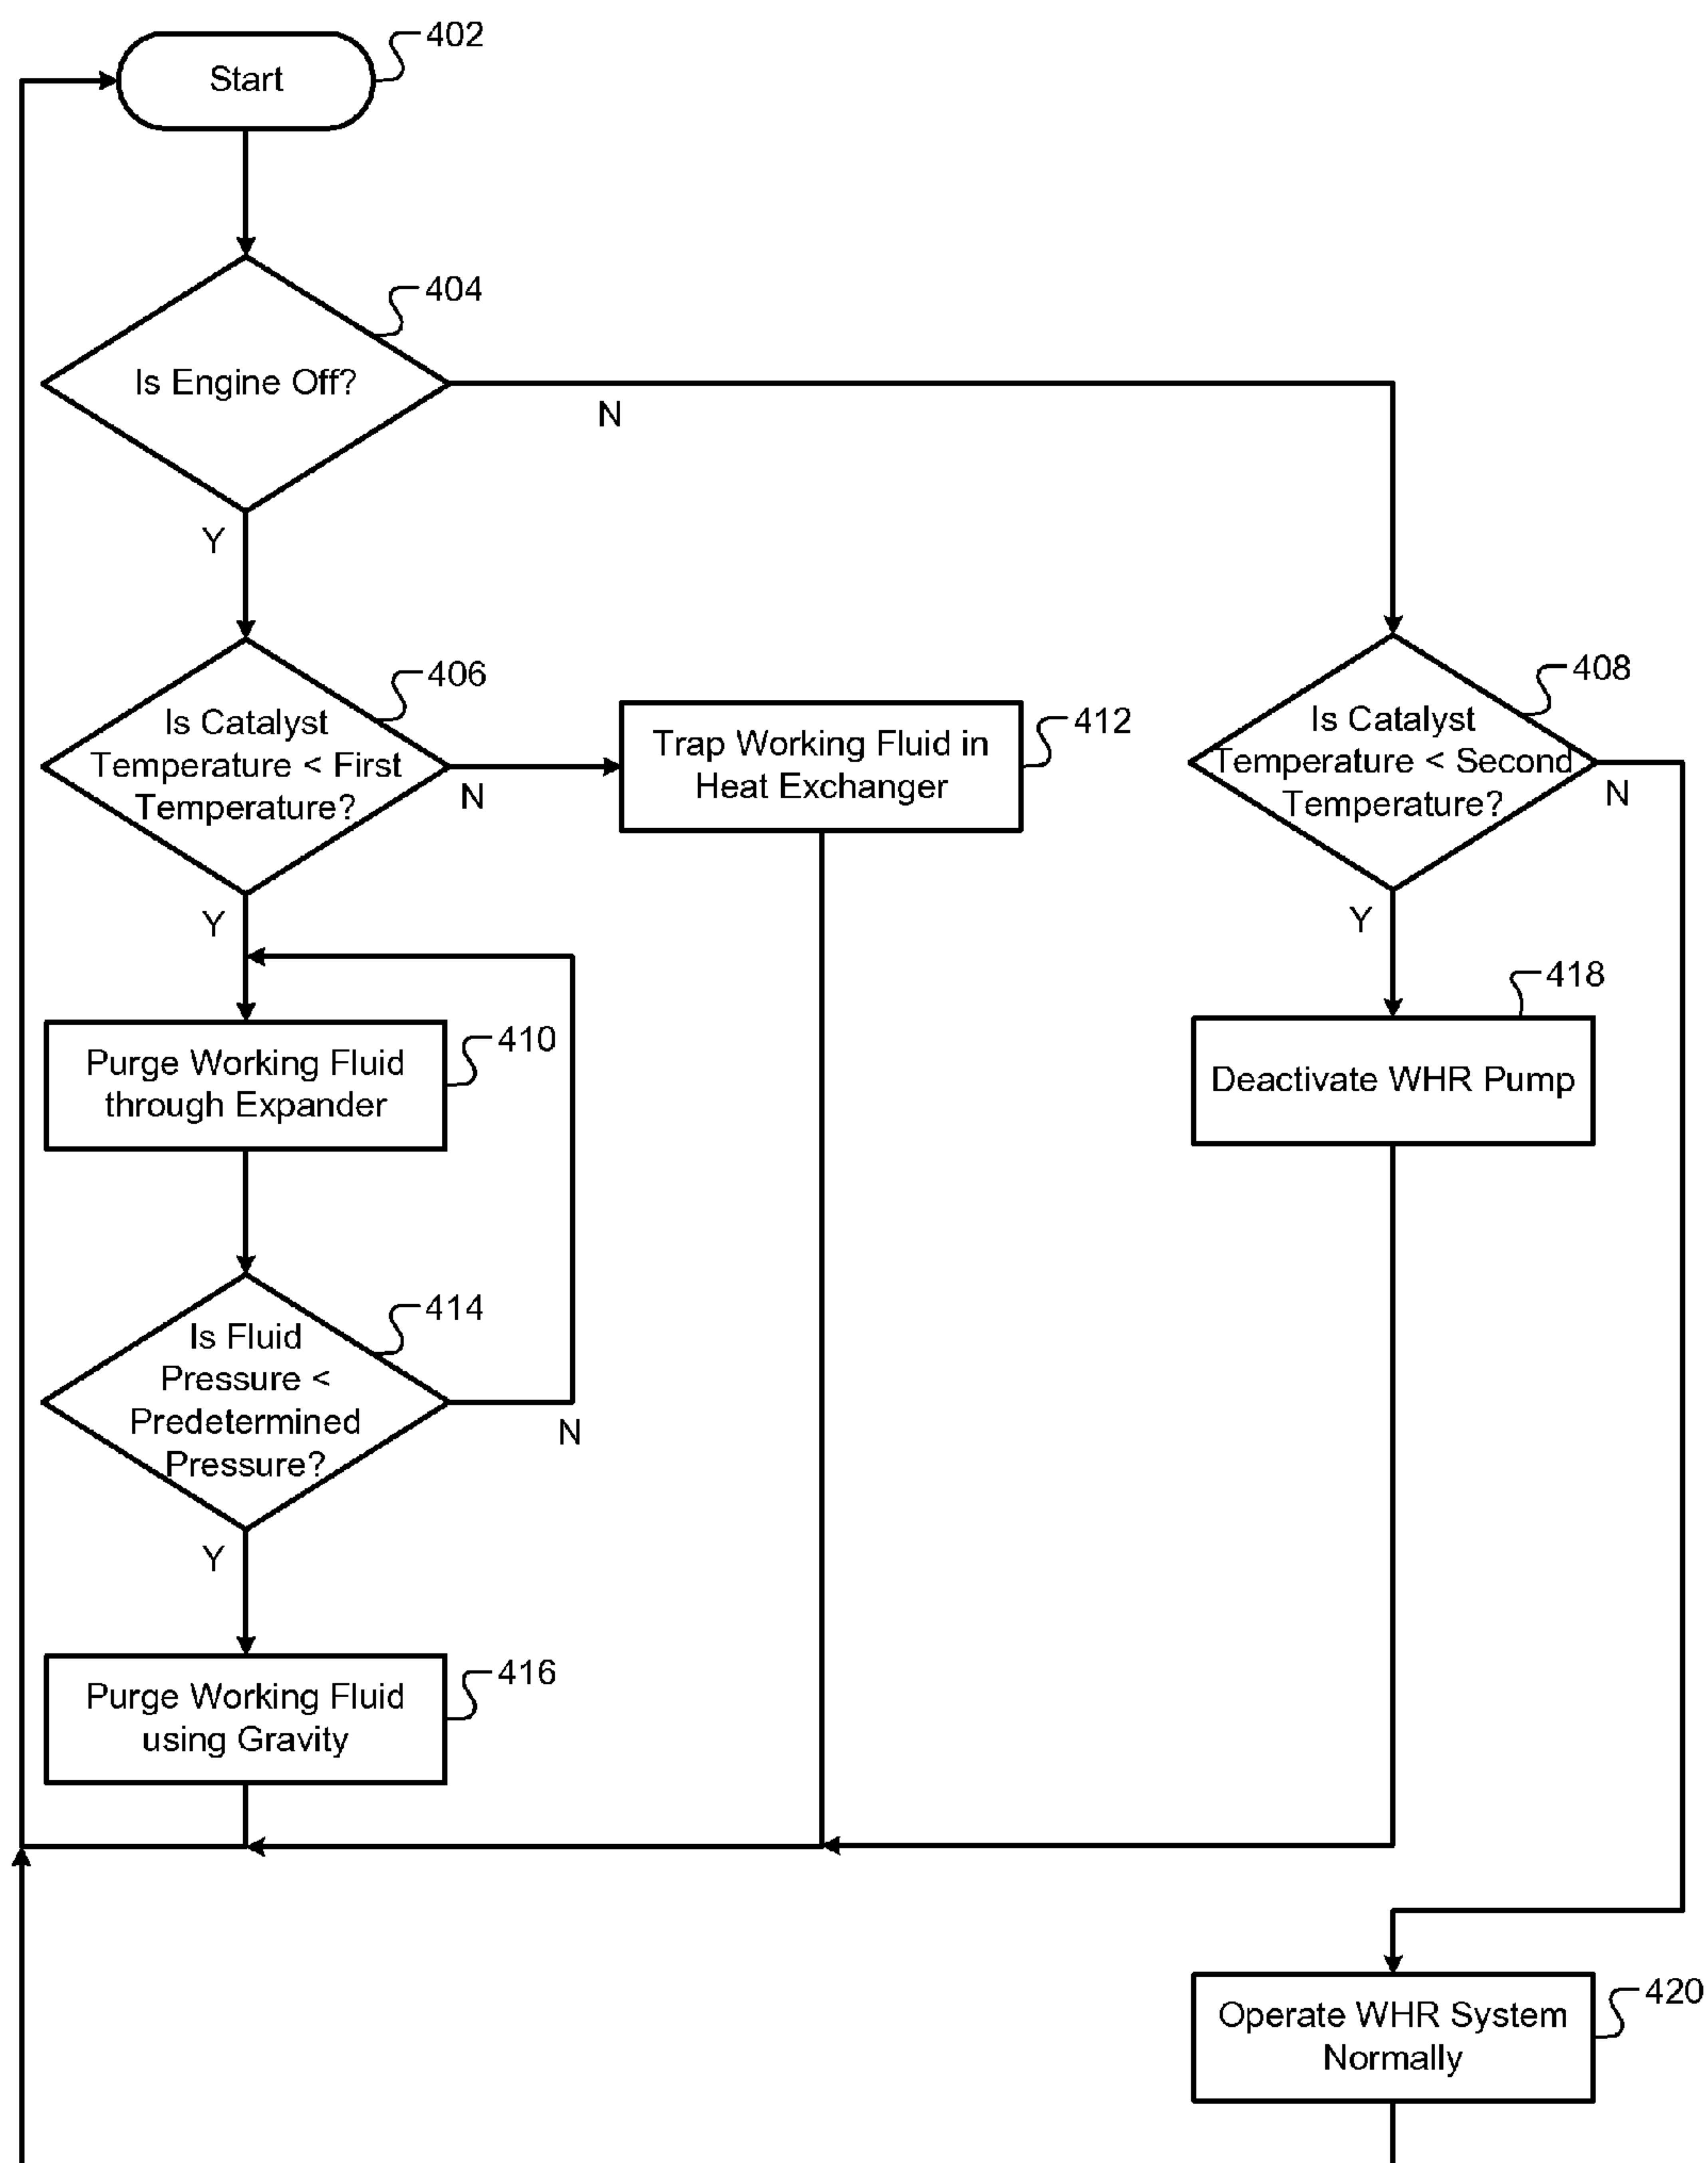 402
Start
404
Is Engine Off?
N
Y
406
Is Catalyst
Temperature < First
Temperature?
N
Y
412
Trap Working Fluid in
Heat Exchanger
408
Is Catalyst
Temperature < Second
Temperature?
N
Y
410
Purge Working Fluid
through Expander
418
Deactivate WHR Pump
414
Is Fluid
Pressure <
Predetermined
Pressure?
N
Y
416
Purge Working Fluid
using Gravity
420
Operate WHR System
Normally